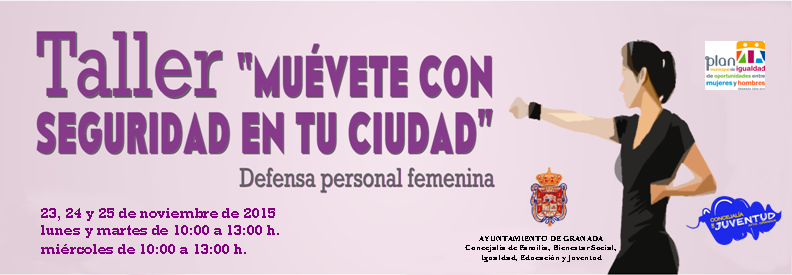 Taller "MUÉVETE CON
SEGURIDAD EN TU CIUDAD"
Defensa personal femenina
23, 24 y 25 de noviembre de 2015
lunes y martes de 10:00 a 13:00 h.
miércoles de 10:00 a 13:00 h.
AYUNTAMIENTO DE GRANADA
Concejalía de Familia, Bienestar Social,
Igualdad, Educación y Juventud
plan
municipal de igualdad
de oportunidades entre
mujeres y hombres
CONCEJALÍA
DE JUVENTUD